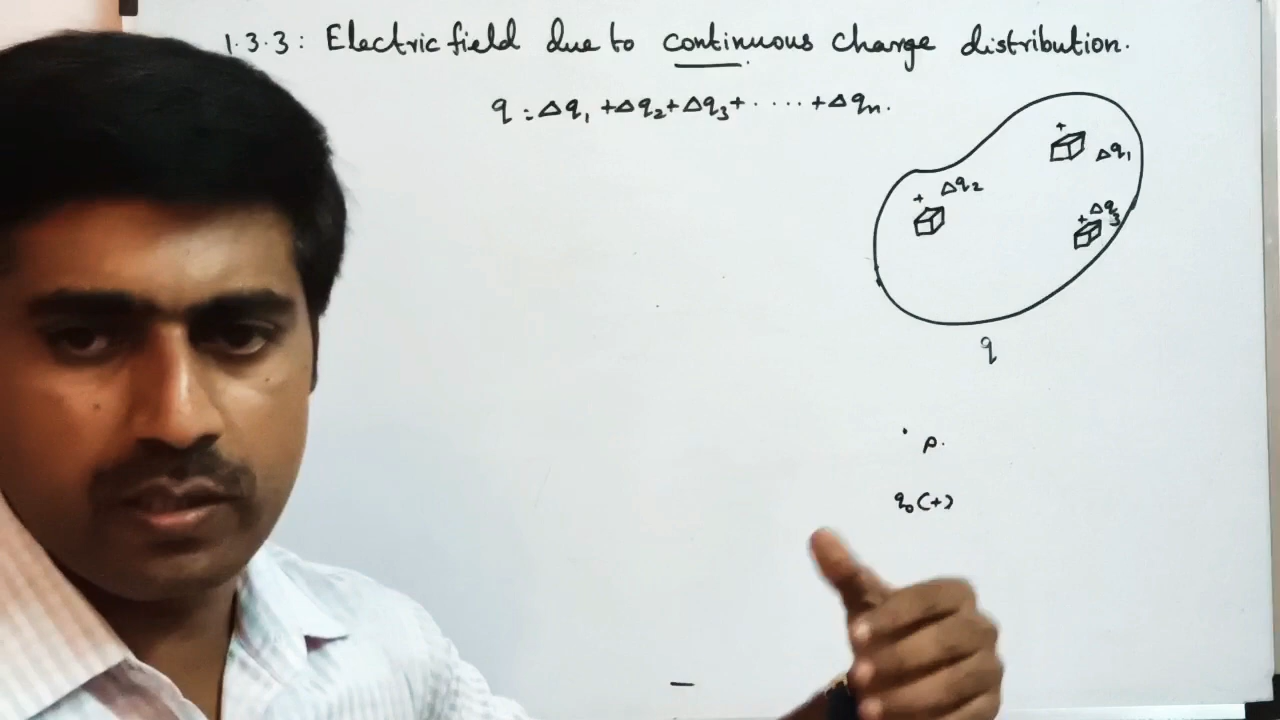 1.3.3: Electric field due to continuous charge distribution.
q = Δq₁ + Δq₂ + Δq₃ + ..... + Δqₙ.
Δq₁
Δq₂
Δq₃
q
P.
q₀(+)